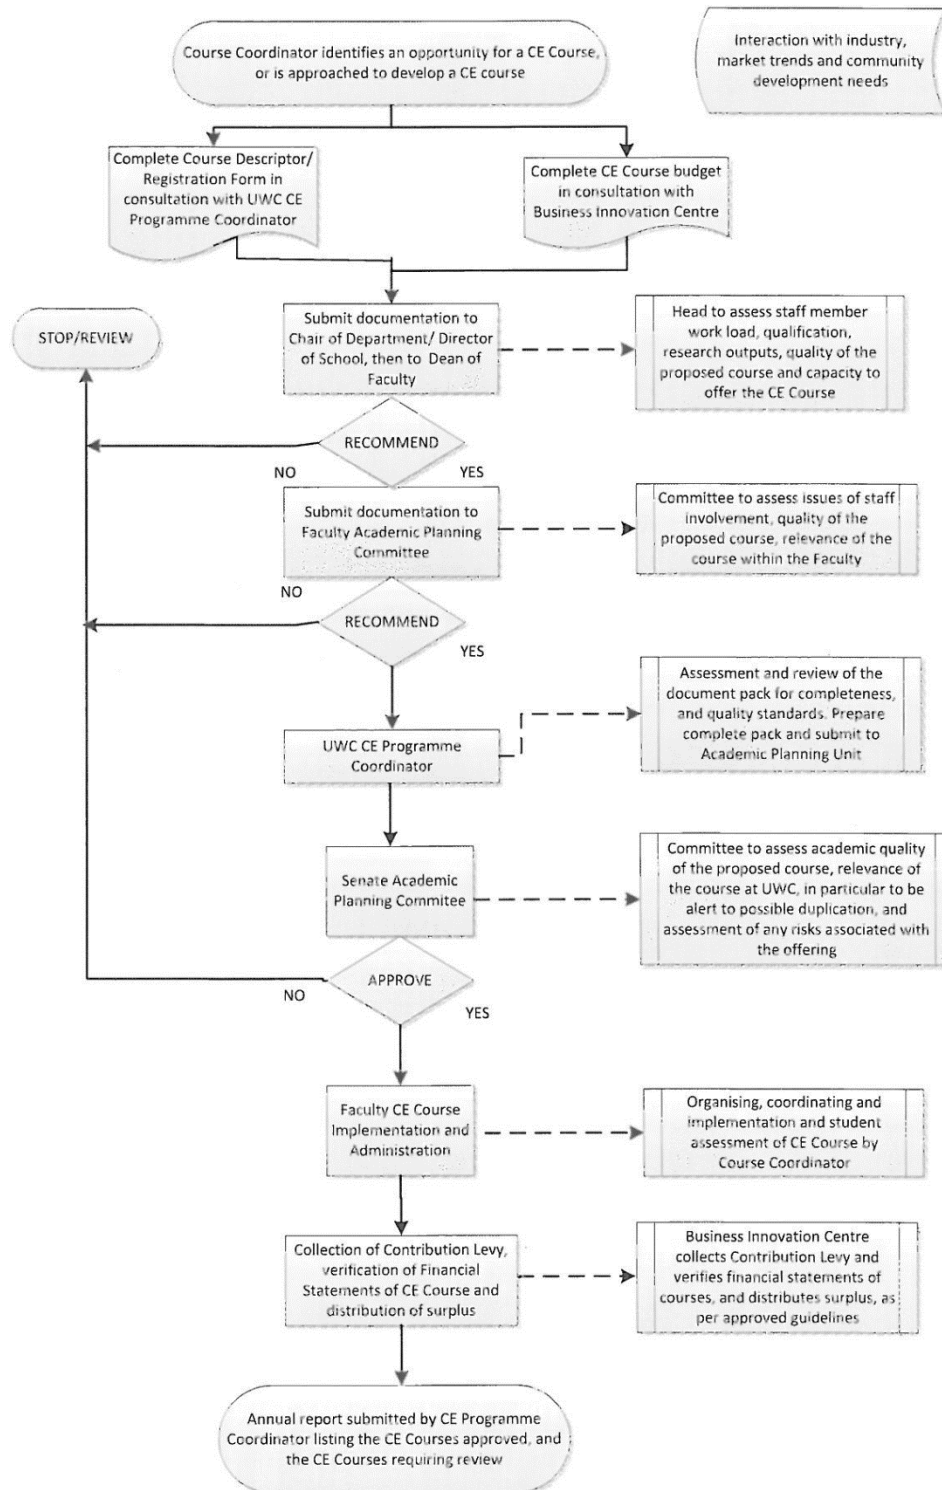 Course Coordinator identifies an opportunity for a CE Course,
or is approached to develop a CE course
Interaction with industry,
market trends and community
development needs
Complete Course Descriptor/
Registration Form in
consultation with UWC CE
Programme Coordinator
Complete CE Course budget
in consultation with
Business Innovation Centre
STOP/REVIEW
Submit documentation to
Chair of Department/ Director
of School, then to Dean of
Faculty
Head to assess staff member
work load, qualification,
research outputs, quality of the
proposed course and capacity to
offer the CE Course
RECOMMEND
NO
YES
Submit documentation to
Faculty Academic Planning
Committee
Committee to assess issues of staff
involvement, quality of the
proposed course, relevance of the
course within the Faculty
NO
RECOMMEND
YES
Assessment and review of the
document pack for completeness,
and quality standards. Prepare
complete pack and submit to
Academic Planning Unit
UWC CE Programme
Coordinator
Senate Academic
Planning Commitee
Committee to assess academic quality
of the proposed course, relevance of
the course at UWC, in particular to be
alert to possible duplication, and
assessment of any risks associated with
the offering
APPROVE
NO
YES
Faculty CE Course
Implementation and
Administration
Organising, coordinating and
implementation and student
assessment of CE Course by
Course Coordinator
Collection of Contribution Levy,
verification of Financial
Statements of CE Course and
distribution of surplus
Business Innovation Centre
collects Contribution Levy and
verifies financial statements of
courses, and distributes surplus, as
per approved guidelines
Annual report submitted by CE Programme
Coordinator listing the CE Courses approved, and
the CE Courses requiring review